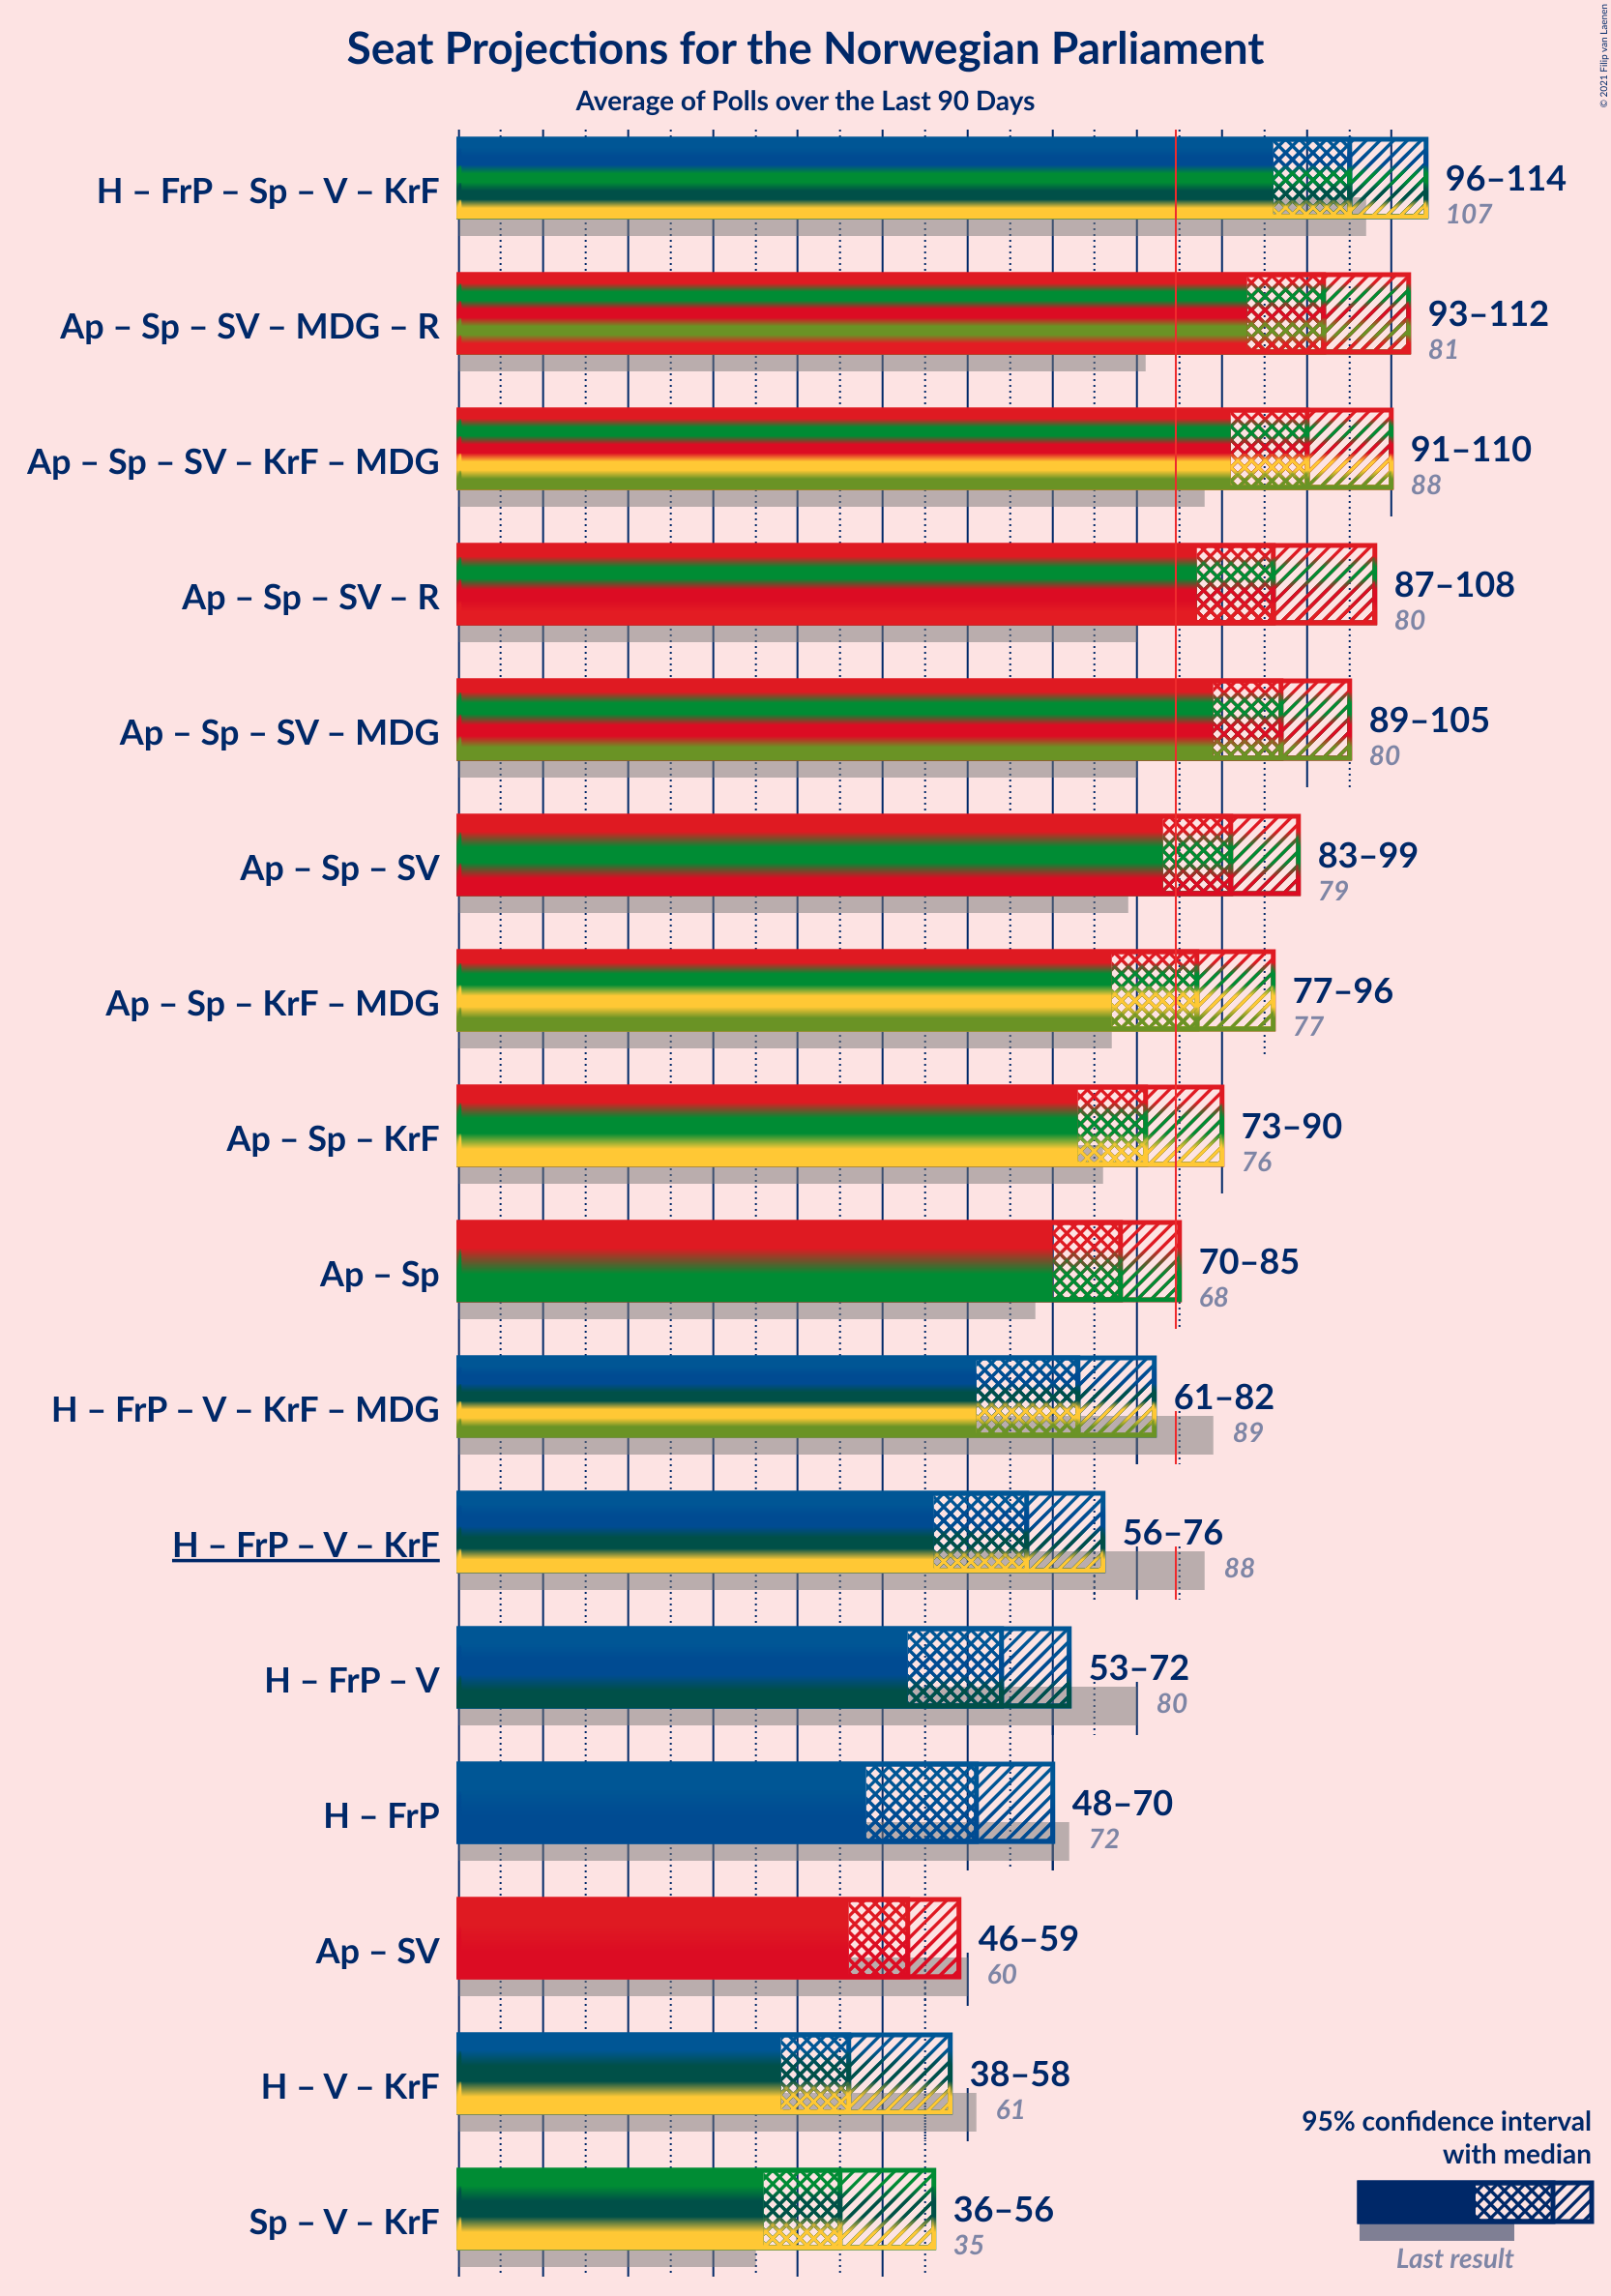 Seat Projections for the Norwegian Parliament
Average of Polls over the Last 90 Days
© 2021 Filip van Laenen
H – FrP – Sp – V – KrF
96–114
107
Ap – Sp – SV – MDG – R
93–112
81
Ap – Sp – SV – KrF – MDG
91–110
88
Ap – Sp – SV – R
87–108
80
Ap – Sp – SV – MDG
89–105
80
Ap – Sp – SV
83–99
79
Ap – Sp – KrF – MDG
77–96
77
Ap – Sp – KrF
73–90
76
Ap – Sp
70–85
68
H – FrP – V – KrF – MDG
61–82
89
H – FrP – V – KrF
56–76
88
H – FrP – V
53–72
80
H – FrP
48–70
72
Ap – SV
46–59
60
H – V – KrF
38–58
61
Sp – V – KrF
36–56
35
95% confidence interval
with median
Last result